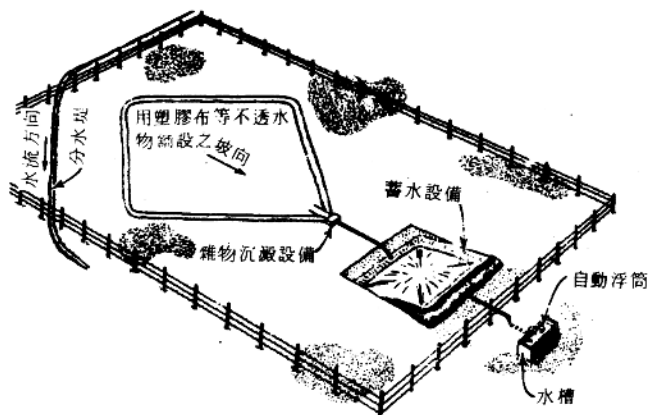 用塑膠布等不透水
物鋪設之坡向
水流方向
分水堤
蓄水設備
雜物沉澱設備
自動浮筒
水槽